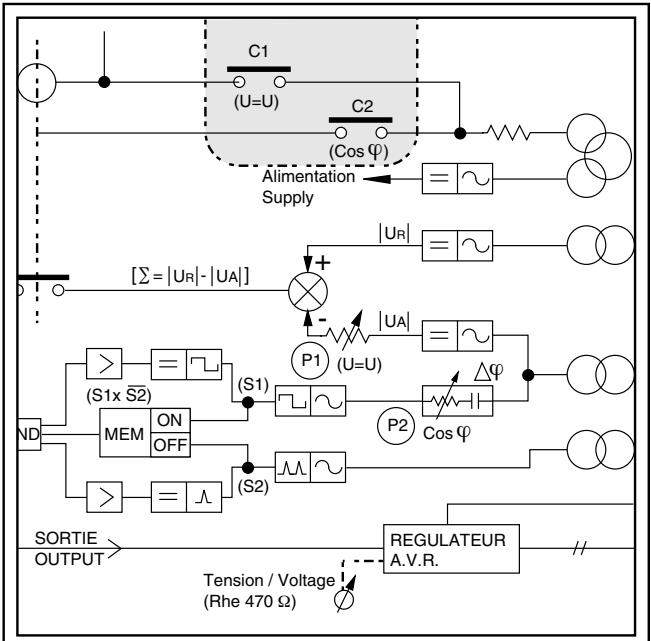 C1
(U=U)
C2
(Cos φ)
Alimentation
Supply
|UR|
+
[∑ = |UR| - |UA|]
-
|UA|
P1
(U=U)
Δφ
(S1)
(S1x S̅2̅)
P2
Cos φ
ND
MEM
ON
OFF
(S2)
SORTIE
OUTPUT
REGULATEUR
A.V.R.
Tension / Voltage
(Rhe 470 Ω)